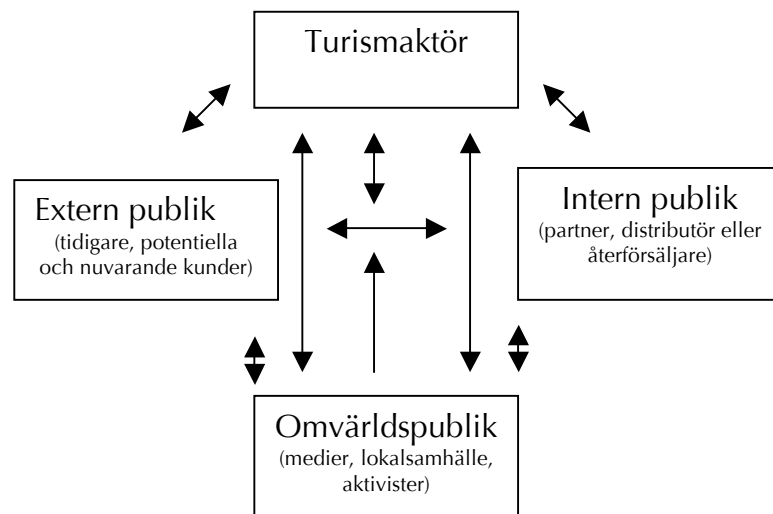 Turismaktör
Extern publik
(tidigare, potentiella
och nuvarande kunder)
Intern publik
(partner, distributör eller
återförsäljare)
Omvärldspublik
(medier, lokalsamhälle,
aktivister)